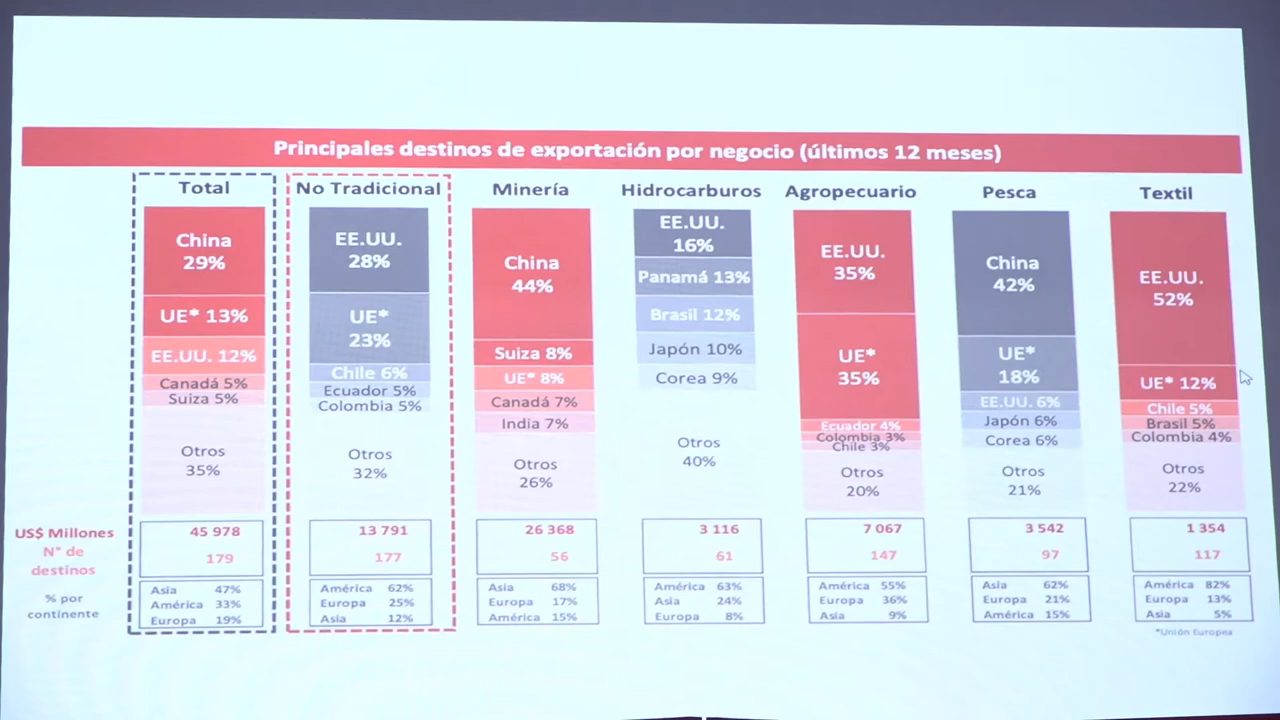 Principales destinos de exportación por negocio (últimos 12 meses)
Total
China
29%
UE* 13%
EE.UU. 12%
Canadá 5%
Suiza 5%
Otros
35%
No Tradicional
EE.UU.
28%
UE*
23%
Chile 6%
Ecuador 5%
Colombia 5%
Otros
32%
Minería
China
44%
Suiza 8%
UE* 8%
Canadá 7%
India 7%
Otros
26%
Hidrocarburos
EE.UU.
16%
Panamá 13%
Brasil 12%
Japón 10%
Corea 9%
Otros
40%
Agropecuario
EE.UU.
35%
UE*
35%
Ecuador 4%
Colombia 3%
Chile 3%
Otros
20%
Pesca
China
42%
UE*
18%
EE.UU. 6%
Japón 6%
Corea 6%
Otros
21%
Textil
EE.UU.
52%
UE* 12%
Chile 5%
Brasil 5%
Colombia 4%
Otros
22%
US$ Millones 45 978 13 791 26 368 3 116 7 067 3 542 1 354
N° de
destinos
179 177 56 61 147 97 117
% por
continente
Asia 47%
América 33%
Europa 19%
América 62%
Europa 25%
Asia 12%
Asia 68%
Europa 17%
América 15%
América 63%
Asia 24%
Europa 8%
América 55%
Europa 36%
Asia 9%
Asia 62%
Europa 21%
América 15%
América 82%
Europa 13%
Asia 5%
*Unión Europea